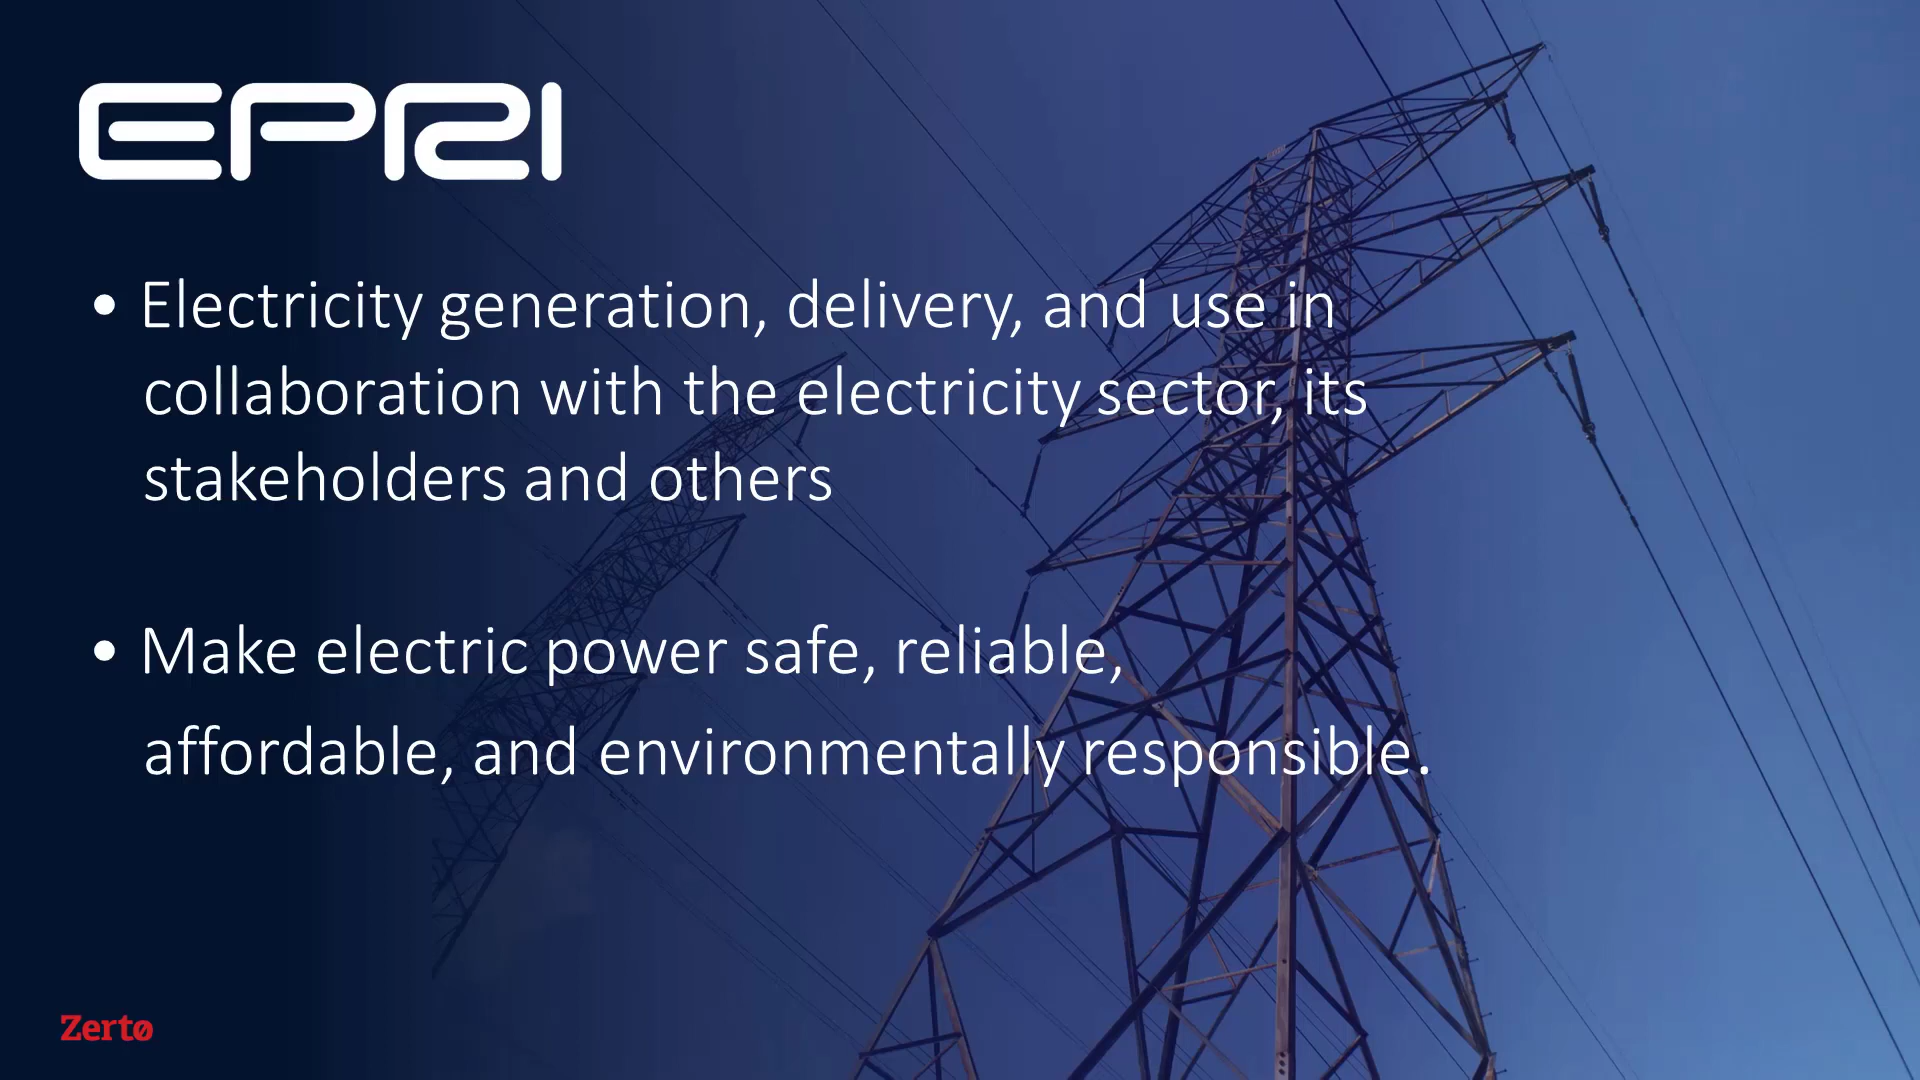 EPRI
• Electricity generation, delivery, and use in
collaboration with the electricity sector, its
stakeholders and others
• Make electric power safe, reliable,
affordable, and environmentally responsible.
Zerto